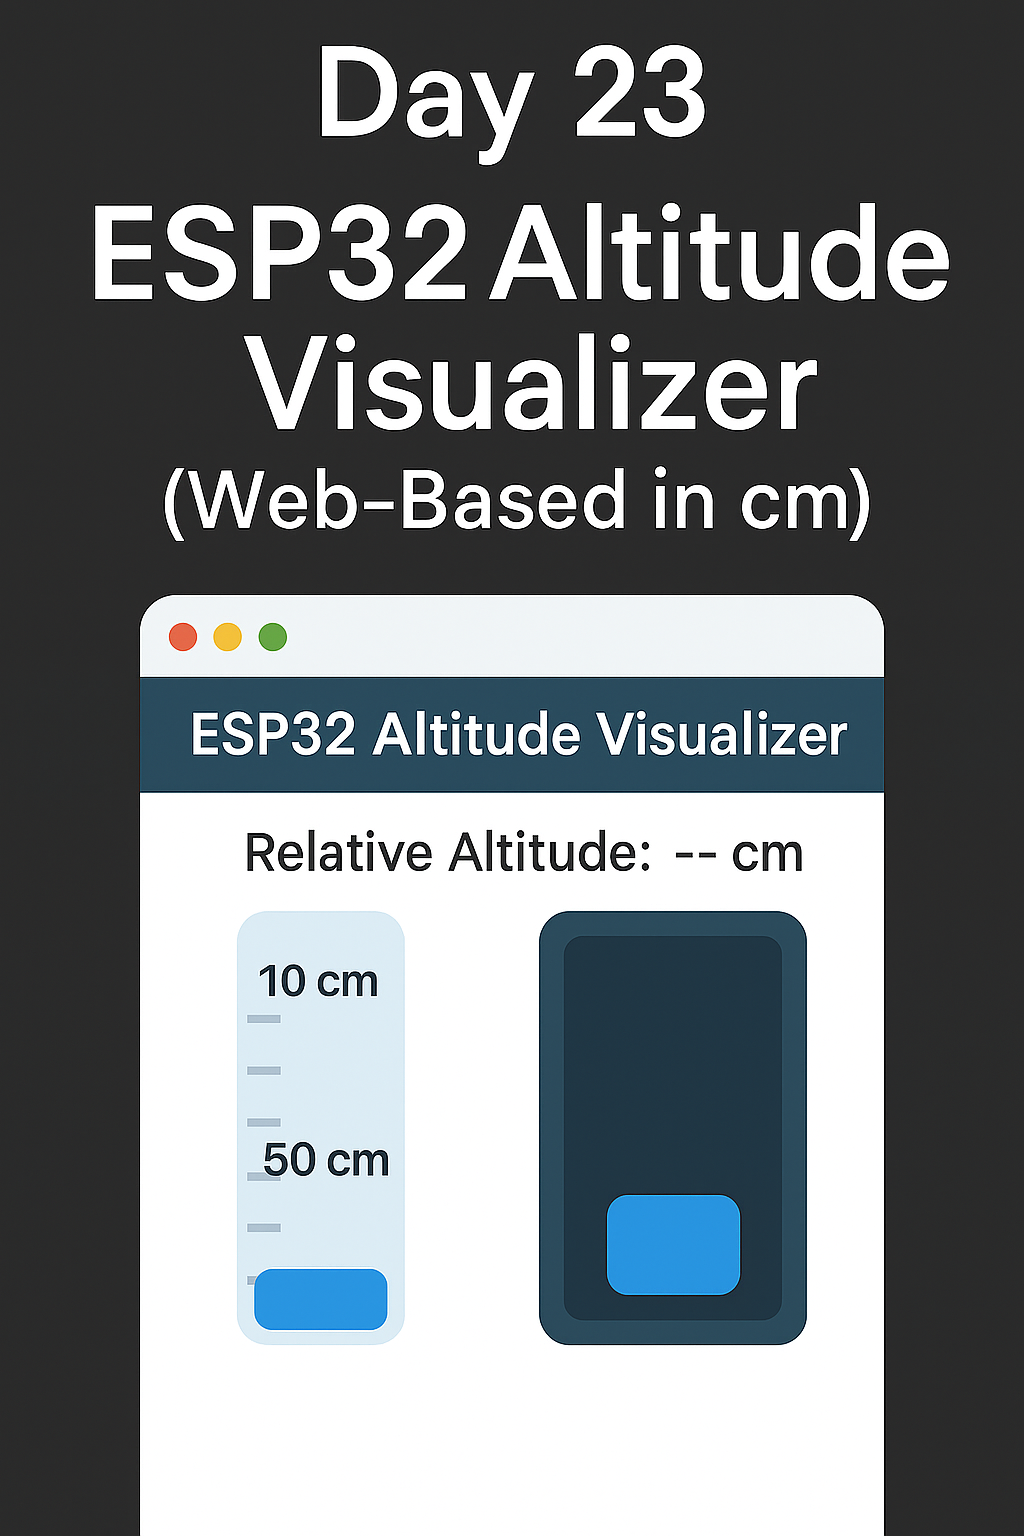 Day 23
ESP32 Altitude
Visualizer
(Web-Based in cm)
ESP32 Altitude Visualizer
Relative Altitude: -- cm
10 cm
50 cm